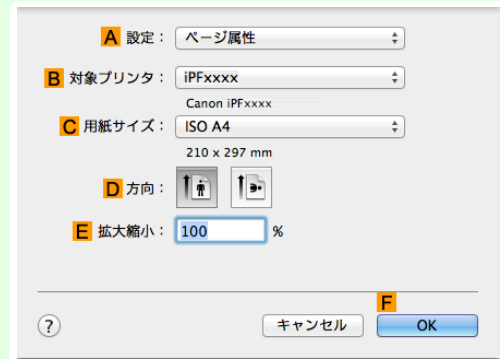 A 設定： ページ属性
B 対象プリンタ： iPFxxxx
Canon iPFxxxx
C 用紙サイズ： ISO A4
210 x 297 mm
D 方向：
E 拡大縮小： 100 %
F
? キャンセル OK